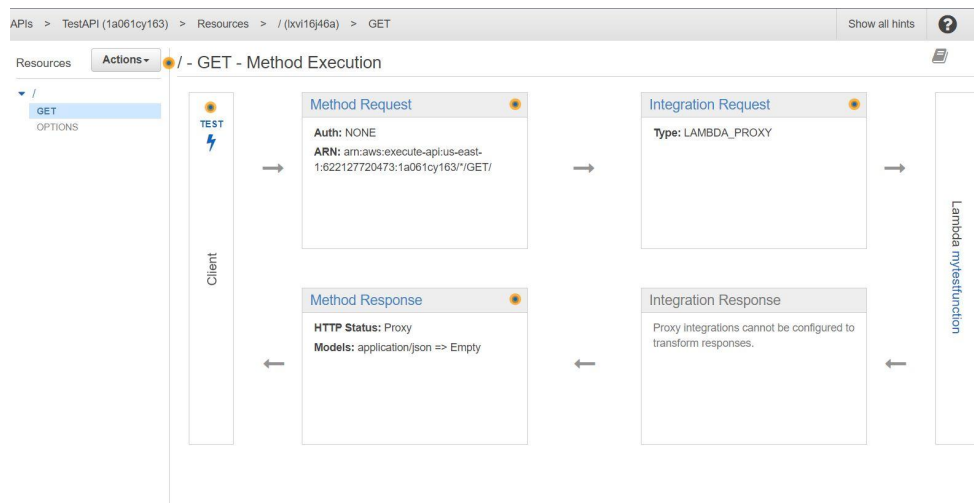 APIs > TestAPI (1a061cy163) > Resources > / (lxvi16j46a) > GET
Show all hints
?
Resources
Actions
/ - GET - Method Execution
/
GET
OPTIONS
TEST
Client
Method Request
Auth: NONE
ARN: arn:aws:execute-api:us-east-
1:622127720473:1a061cy163/*/GET/
Integration Request
Type: LAMBDA_PROXY
Lambda mytestfunction
Method Response
HTTP Status: Proxy
Models: application/json => Empty
Integration Response
Proxy integrations cannot be configured to
transform responses.